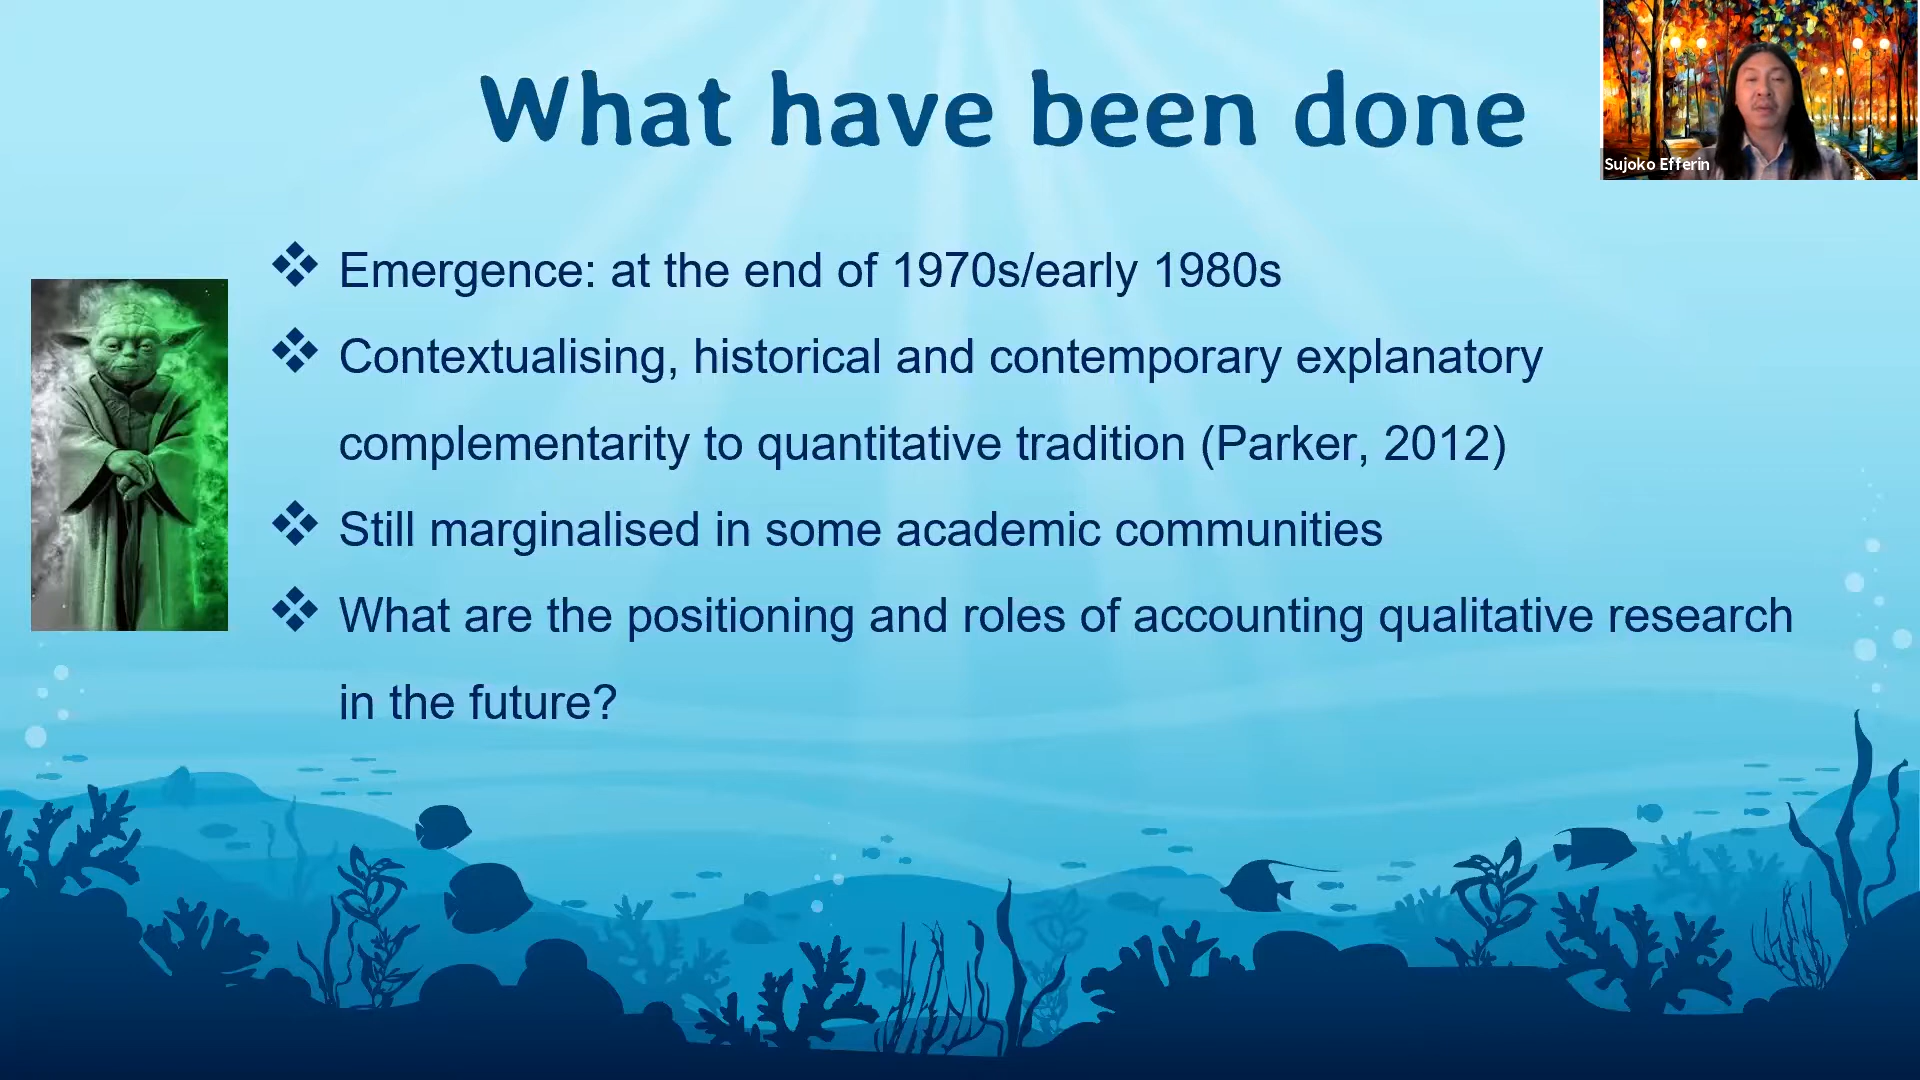 What have been done
Sujoko Efferin
❖ Emergence: at the end of 1970s/early 1980s
❖ Contextualising, historical and contemporary explanatory
complementarity to quantitative tradition (Parker, 2012)
❖ Still marginalised in some academic communities
❖ What are the positioning and roles of accounting qualitative research
in the future?